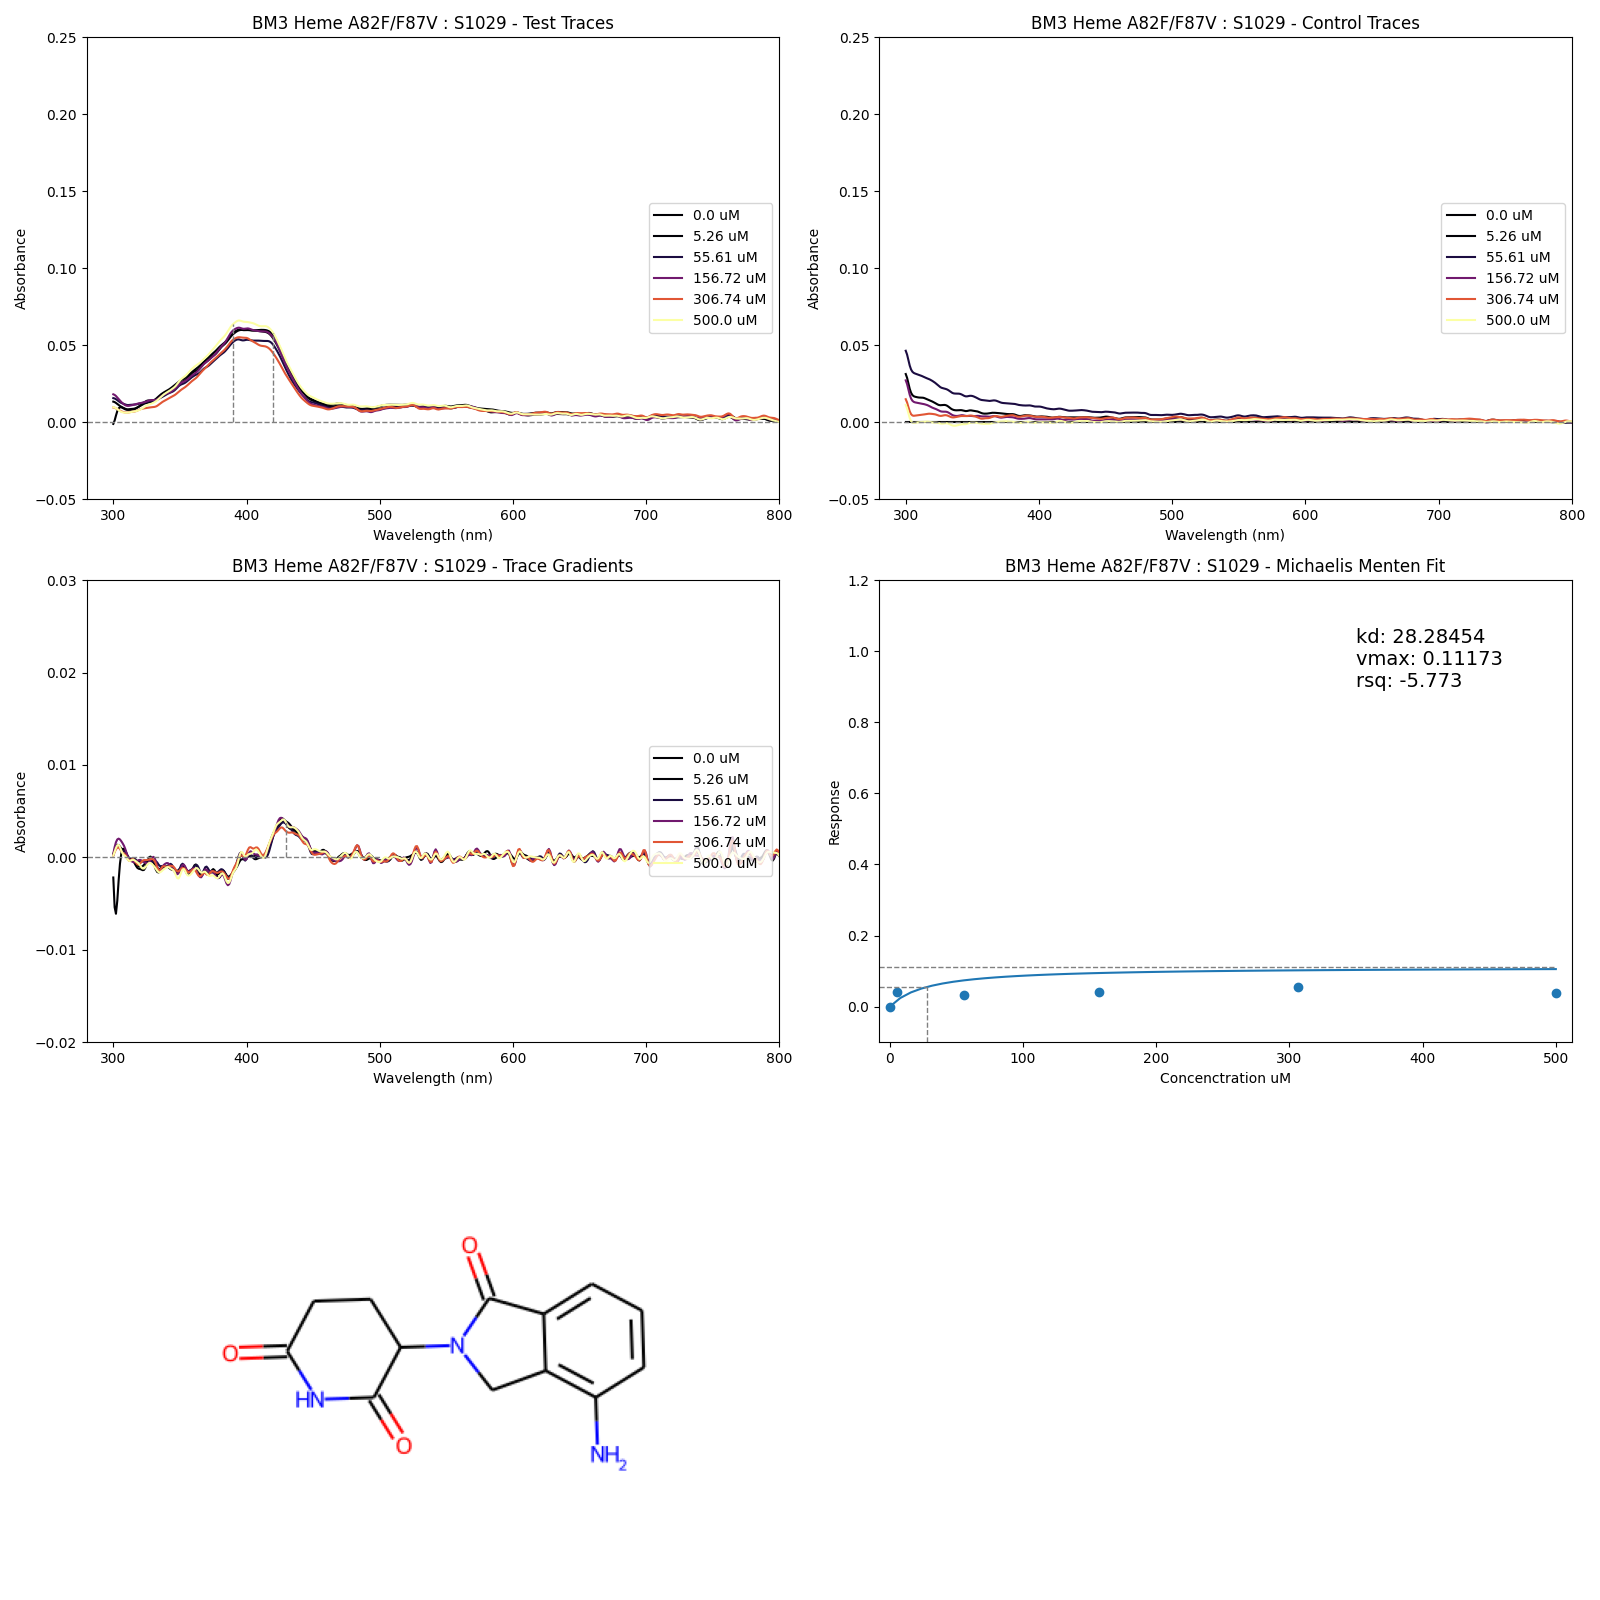 BM3 Heme A82F/F87V : S1029 - Test Traces
0.25
0.20
0.15
0.10
0.05
0.00
−0.05
Absorbance
300
400
500
600
700
800
Wavelength (nm)
0.0 uM
5.26 uM
55.61 uM
156.72 uM
306.74 uM
500.0 uM
BM3 Heme A82F/F87V : S1029 - Control Traces
0.25
0.20
0.15
0.10
0.05
0.00
−0.05
Absorbance
300
400
500
600
700
800
Wavelength (nm)
0.0 uM
5.26 uM
55.61 uM
156.72 uM
306.74 uM
500.0 uM
BM3 Heme A82F/F87V : S1029 - Trace Gradients
0.03
0.02
0.01
0.00
−0.01
−0.02
Absorbance
300
400
500
600
700
800
Wavelength (nm)
0.0 uM
5.26 uM
55.61 uM
156.72 uM
306.74 uM
500.0 uM
BM3 Heme A82F/F87V : S1029 - Michaelis Menten Fit
1.2
1.0
0.8
0.6
0.4
0.2
0.0
Response
kd: 28.28454
vmax: 0.11173
rsq: -5.773
0
100
200
300
400
500
Concenctration uM
O
O
N
HN
O
NH2